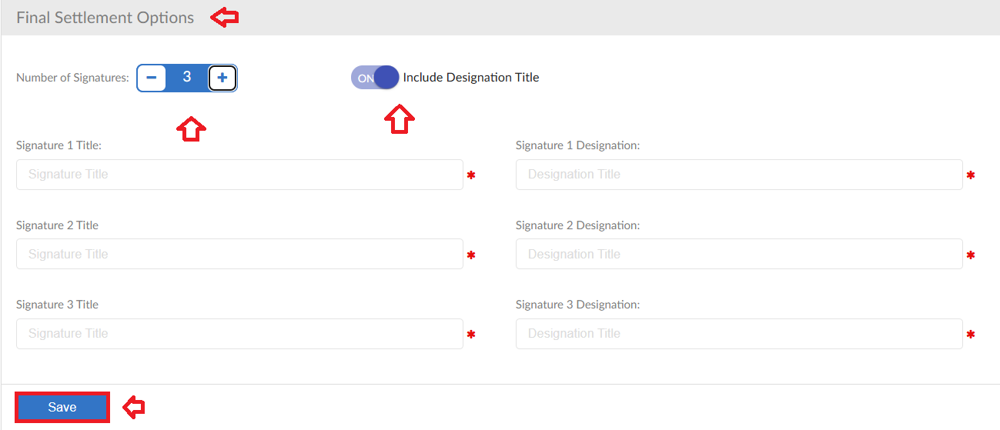 Final Settlement Options
Number of Signatures: − 3 + ON Include Designation Title
Signature 1 Title: Signature 1 Designation:
Signature Title * Designation Title *
Signature 2 Title Signature 2 Designation:
Signature Title * Designation Title *
Signature 3 Title Signature 3 Designation:
Signature Title * Designation Title *
Save